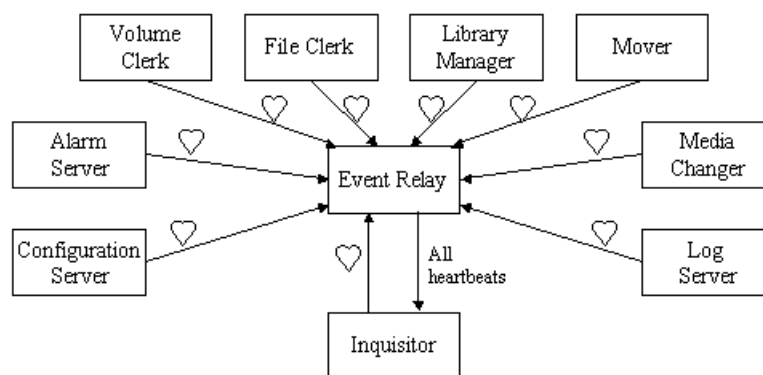 Volume
Clerk
File Clerk
Library
Manager
Mover
Alarm
Server
Event Relay
Media
Changer
Configuration
Server
All
heartbeats
Log
Server
Inquisitor